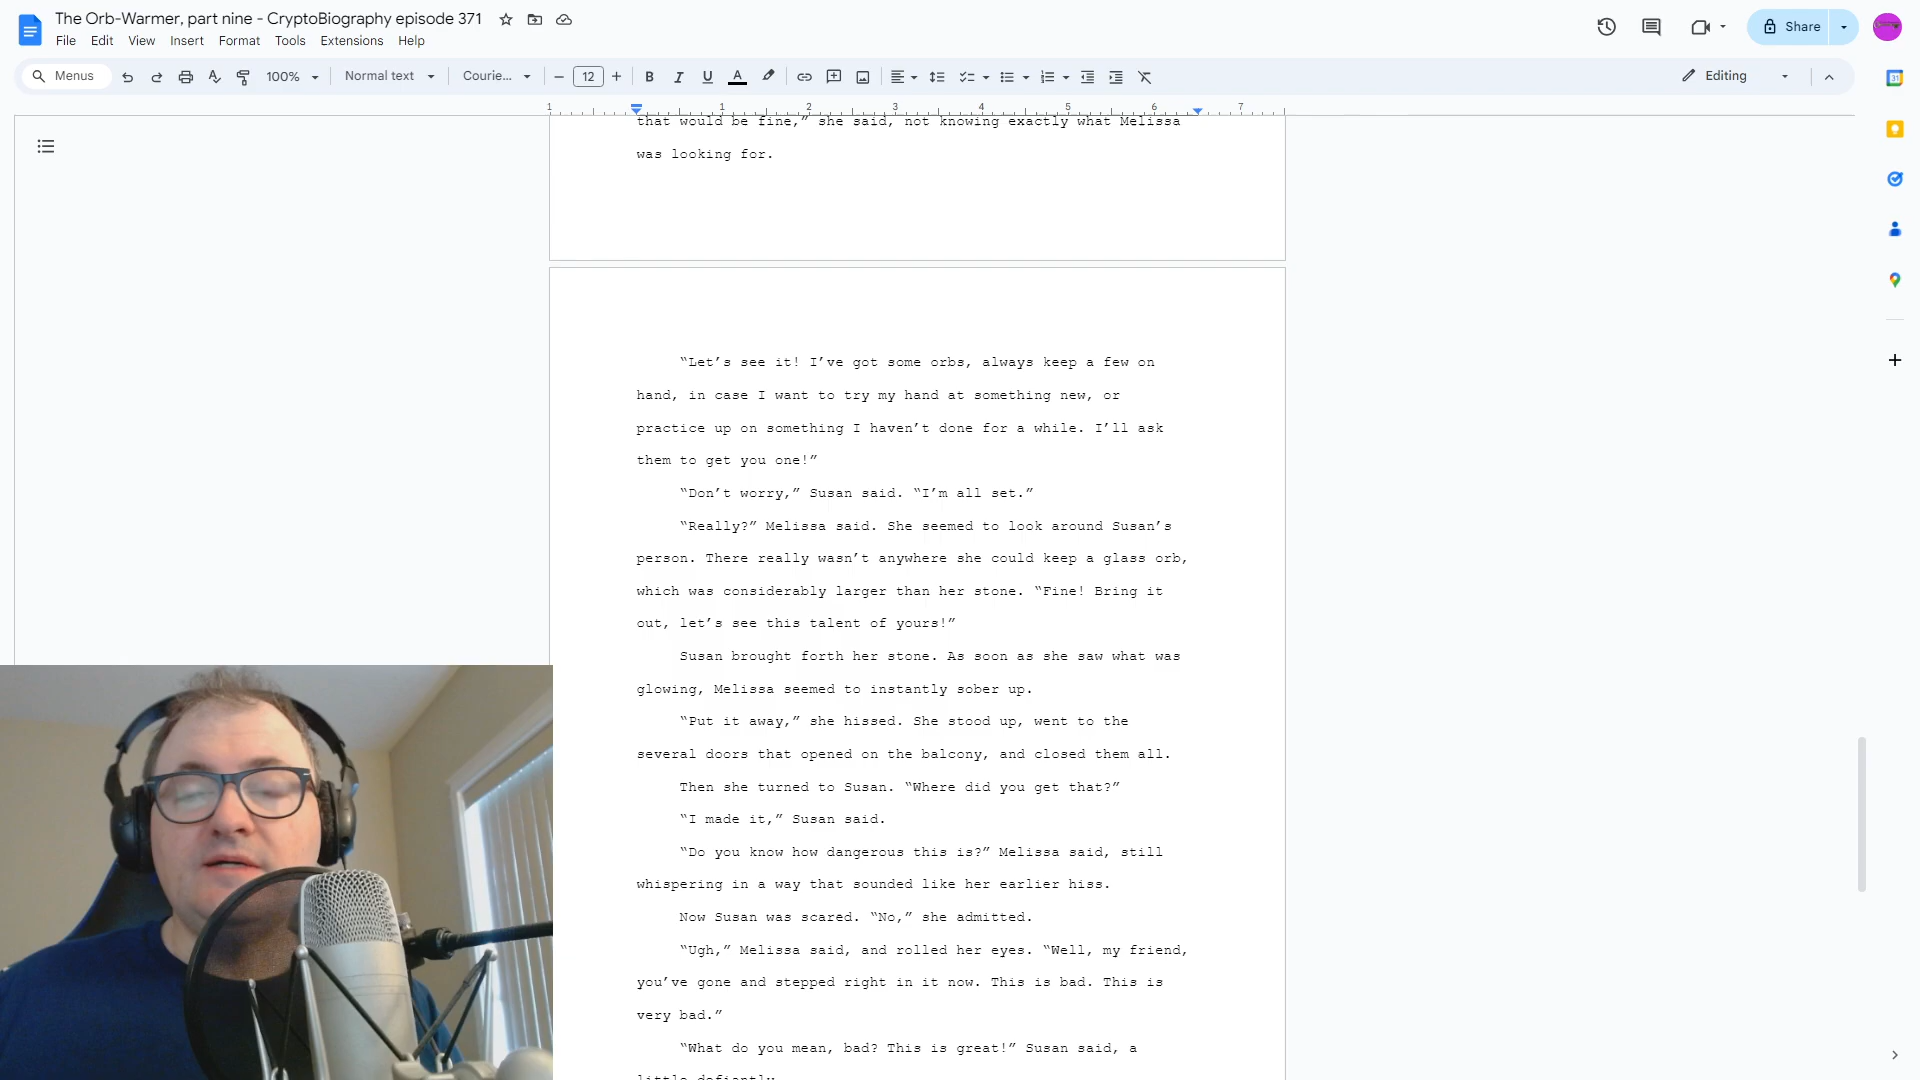 The Orb-Warmer, part nine - CryptoBiography episode 371
File Edit View Insert Format Tools Extensions Help
Share
Menus 100% Normal text Courie... 12 B I U A Editing
1 1 2 3 4 5 6 7
31
that would be fine,” she said, not knowing exactly what Melissa
was looking for.
“Let’s see it! I’ve got some orbs, always keep a few on
hand, in case I want to try my hand at something new, or
practice up on something I haven’t done for a while. I’ll ask
them to get you one!”
“Don’t worry,” Susan said. “I’m all set.”
“Really?” Melissa said. She seemed to look around Susan’s
person. There really wasn’t anywhere she could keep a glass orb,
which was considerably larger than her stone. “Fine! Bring it
out, let’s see this talent of yours!”
Susan brought forth her stone. As soon as she saw what was
glowing, Melissa seemed to instantly sober up.
“Put it away,” she hissed. She stood up, went to the
several doors that opened on the balcony, and closed them all.
Then she turned to Susan. “Where did you get that?”
“I made it,” Susan said.
“Do you know how dangerous this is?” Melissa said, still
whispering in a way that sounded like her earlier hiss.
Now Susan was scared. “No,” she admitted.
“Ugh,” Melissa said, and rolled her eyes. “Well, my friend,
you’ve gone and stepped right in it now. This is bad. This is
very bad.”
“What do you mean, bad? This is great!” Susan said, a
little defiantly.